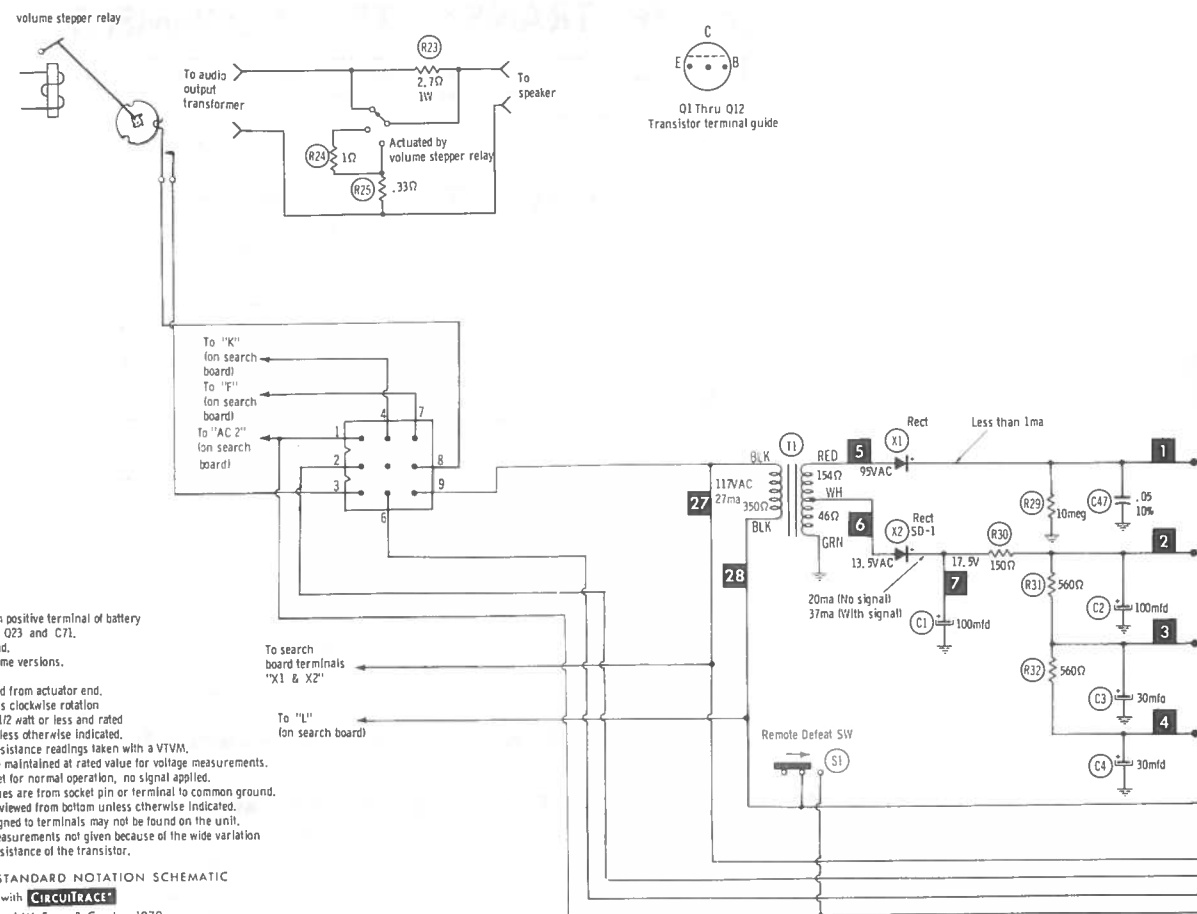 volume stepper relay
To audio
output
transformer
R23
2.7Ω
1W
To
speaker
R24
1Ω
Actuated by
volume stepper relay
R25
.33Ω
C
E
B
Q1 Thru Q12
Transistor terminal guide
To "K"
(on search
board)
To "F"
(on search
board)
To "AC 2"
(on search
board)
4
7
1
2
8
3
9
6
Rect
X1
Less than 1ma
1
BLK
T1
RED
5
95VAC
154Ω
117VAC
27ma
350Ω
WH
27
46Ω
6
R29
10meg
C47
.05
10%
BLK
GRN
X2
Rect
SD-1
R30
2
28
13.5VAC
17.5V
150Ω
7
20ma (No signal)
37ma (With signal)
R31
560Ω
C1
100mfd
C2
100mfd
3
R32
560Ω
C3
30mfd
4
C4
30mfd
To search
board terminals
"X1 & X2"
To "L"
(on search board)
Remote Defeat SW
S1
positive terminal of battery
Q23 and C71.
me versions.
d from actuator end.
s clockwise rotation
1/2 watt or less and rated
less otherwise indicated.
sistance readings taken with a VTVM.
maintained at rated value for voltage measurements.
et for normal operation, no signal applied.
ues are from socket pin or terminal to common ground.
viewed from bottom unless otherwise indicated.
gned to terminals may not be found on the unit.
easurements not given because of the wide variation
sistance of the transistor.
STANDARD NOTATION SCHEMATIC
with CIRCUITRACE